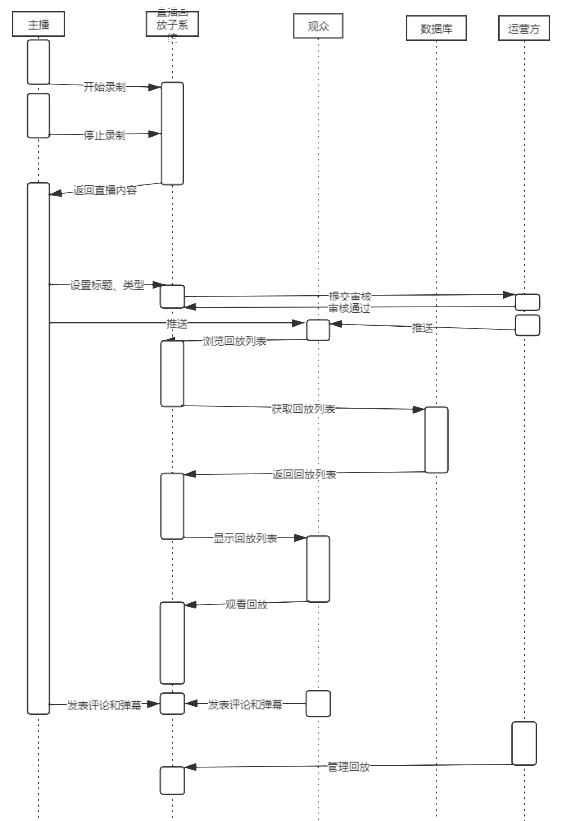 主播
直播回
放子系
统
观众
数据库
运营方
开始录制
停止录制
返回直播内容
设置标题、类型
提交审核
审核通过
推送
推送
浏览回放列表
获取回放列表
返回回放列表
显示回放列表
观看回放
发表评论和弹幕
发表评论和弹幕
管理回放